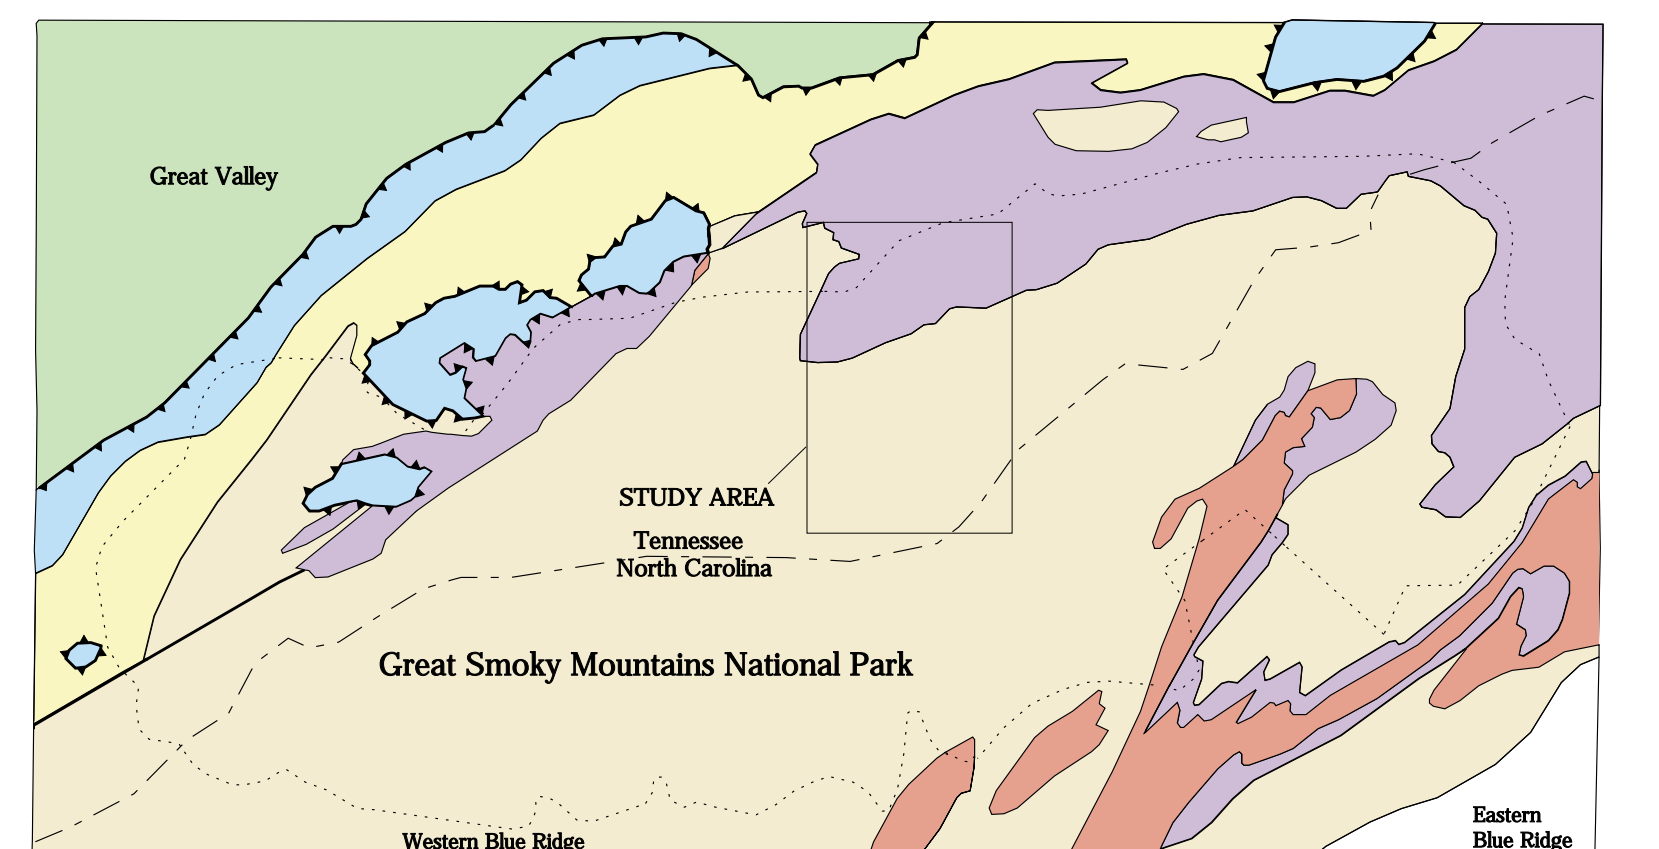 Great Valley
STUDY AREA
Tennessee
North Carolina
Great Smoky Mountains National Park
Western Blue Ridge
Eastern
Blue Ridge